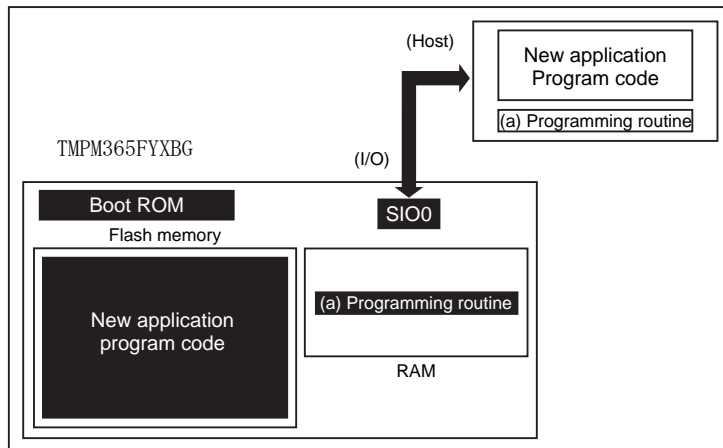 (Host)
New application
Program code
(a) Programming routine
TMPM365FYXBG
(I/O)
Boot ROM
SIO0
Flash memory
New application
program code
(a) Programming routine
RAM